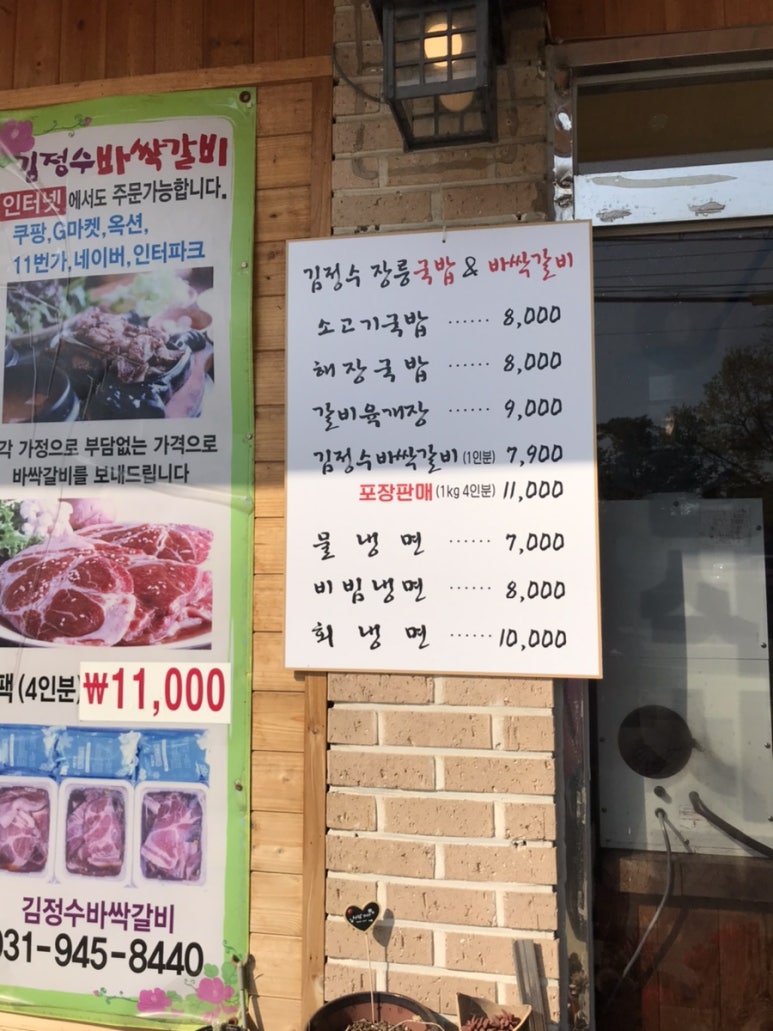 김정수바싹갈비
인터넷 에서도 주문가능합니다.
쿠팡,G마켓,옥션,
11번가,네이버,인터파크
각 가정으로 부담없는 가격으로
바싹갈비를 보내드립니다
팩(4인분) ₩11,000
김정수바싹갈비
031-945-8440
김정수 장릉국밥 & 바싹갈비
소고기국밥 ...... 8,000
해장국밥 ...... 8,000
갈비육개장 ...... 9,000
김정수바싹갈비(1인분) 7,900
포장판매(1kg 4인분) 11,000
물냉면 ...... 7,000
비빔냉면 ...... 8,000
회냉면 ...... 10,000